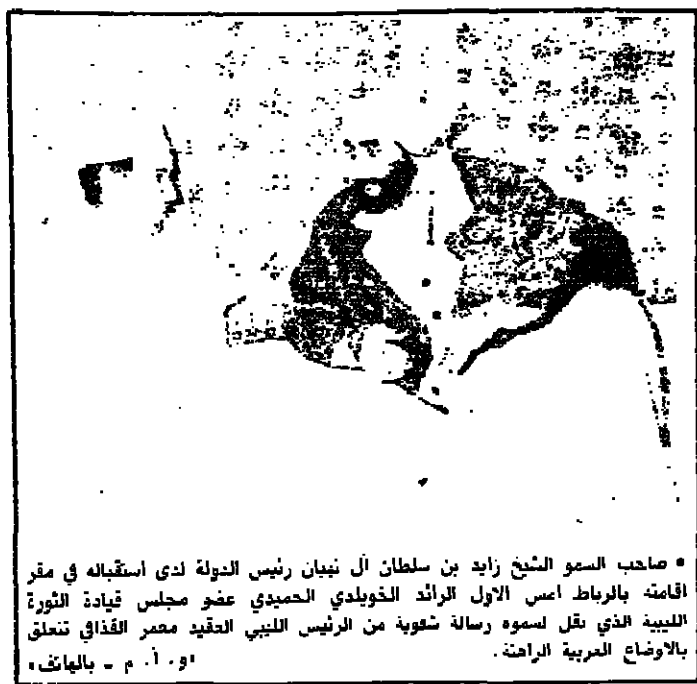 • صاحب السمو الشيخ زايد بن سلطان آل نهيان رئيس الدولة لدى استقباله في مقر
اقامته بالرباط امس الاول الرائد الخويلدي الحميدي عضو مجلس قيادة الثورة
الليبية الذي نقل لسموه رسالة شفوية من الرئيس الليبي العقيد معمر القذافي تتعلق
بالاوضاع العربية الراهنة. «و.أ.م - بالهاتف»